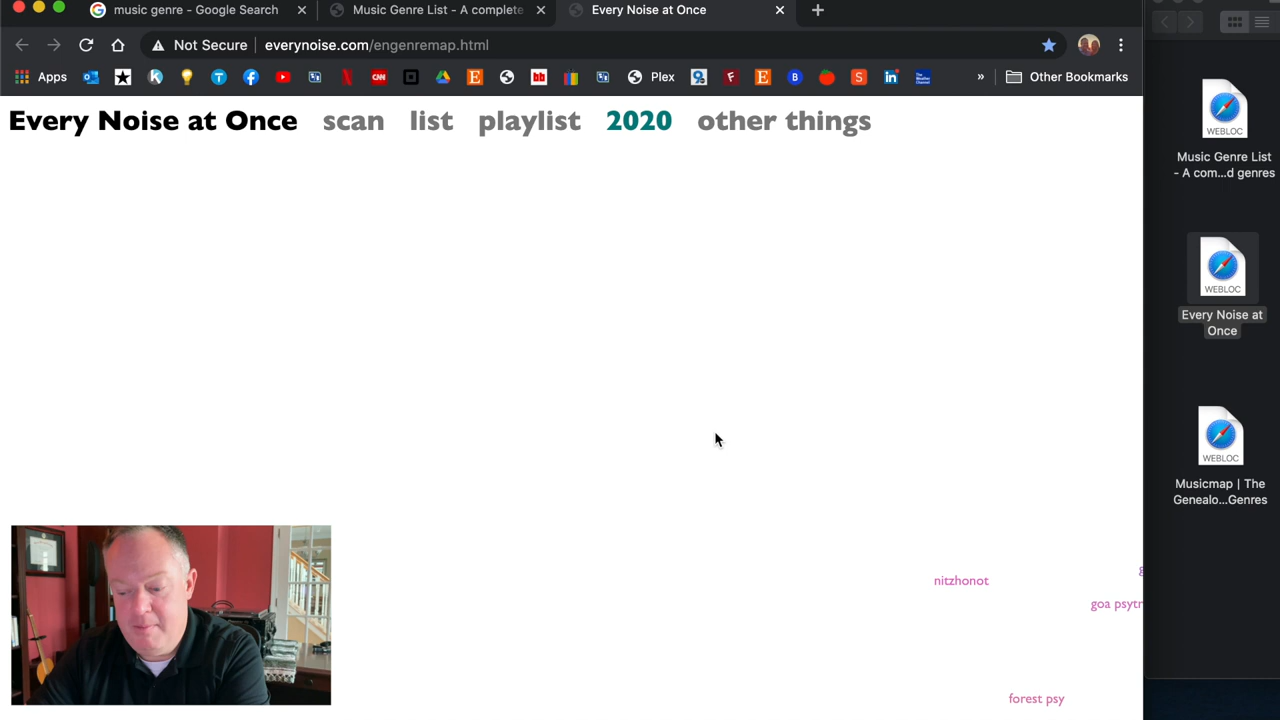 music genre - Google Search
Music Genre List - A complete
Every Noise at Once
Not Secure
everynoise.com/engenremap.html
Apps
CNN
bb
Plex
»
Other Bookmarks
Every Noise at Once scan list playlist 2020 other things
nitzhonot
goa psytr
forest psy
WEBLOC
Music Genre List
- A com...d genres
WEBLOC
Every Noise at
Once
WEBLOC
Musicmap | The
Genealo...Genres